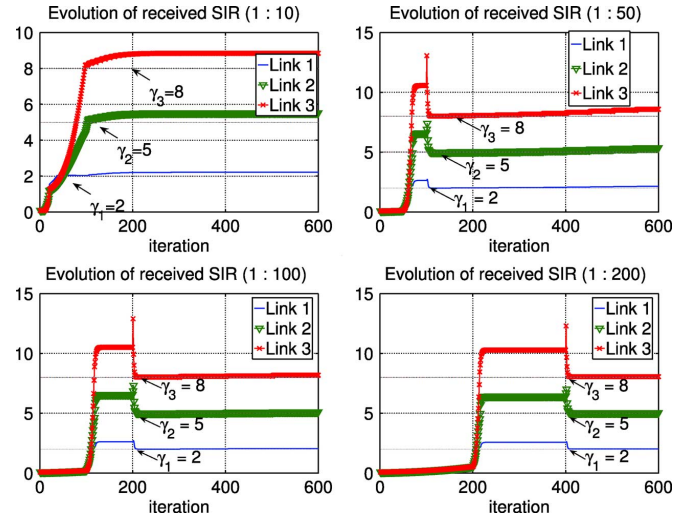 Evolution of received SIR (1 : 10)
10
8
6
4
2
0
0 200 400 600
iteration
Link 1
Link 2
Link 3
γ3=8
γ2=5
γ1=2
Evolution of received SIR (1 : 50)
15
10
5
0
0 200 400 600
iteration
Link 1
Link 2
Link 3
γ3 = 8
γ2 = 5
γ1 = 2
Evolution of received SIR (1 : 100)
15
10
5
0
0 200 400 600
iteration
Link 1
Link 2
Link 3
γ3 = 8
γ2 = 5
γ1 = 2
Evolution of received SIR (1 : 200)
15
10
5
0
0 200 400 600
iteration
Link 1
Link 2
Link 3
γ3 = 8
γ2 = 5
γ1 = 2